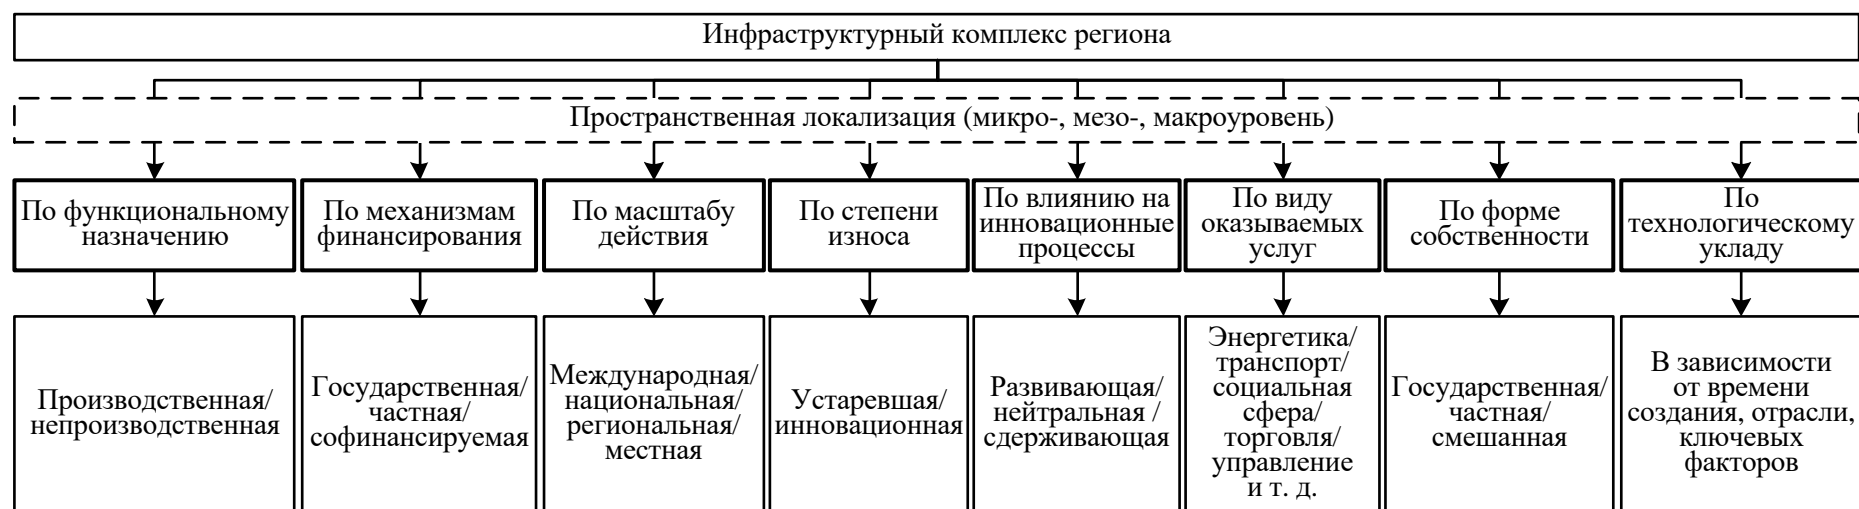 Инфраструктурный комплекс региона
Пространственная локализация (микро-, мезо-, макроуровень)
По функциональному
назначению
По механизмам
финансирования
По масштабу
действия
По степени
износа
По влиянию на
инновационные
процессы
По виду
оказываемых
услуг
По форме
собственности
По
технологическому
укладу
Производственная/
непроизводственная
Государственная/
частная/
софинансируемая
Международная/
национальная/
региональная/
местная
Устаревшая/
инновационная
Развивающая/
нейтральная /
сдерживающая
Энергетика/
транспорт/
социальная
сфера/
торговля/
управление
и т. д.
Государственная/
частная/
смешанная
В зависимости
от времени
создания, отрасли,
ключевых
факторов